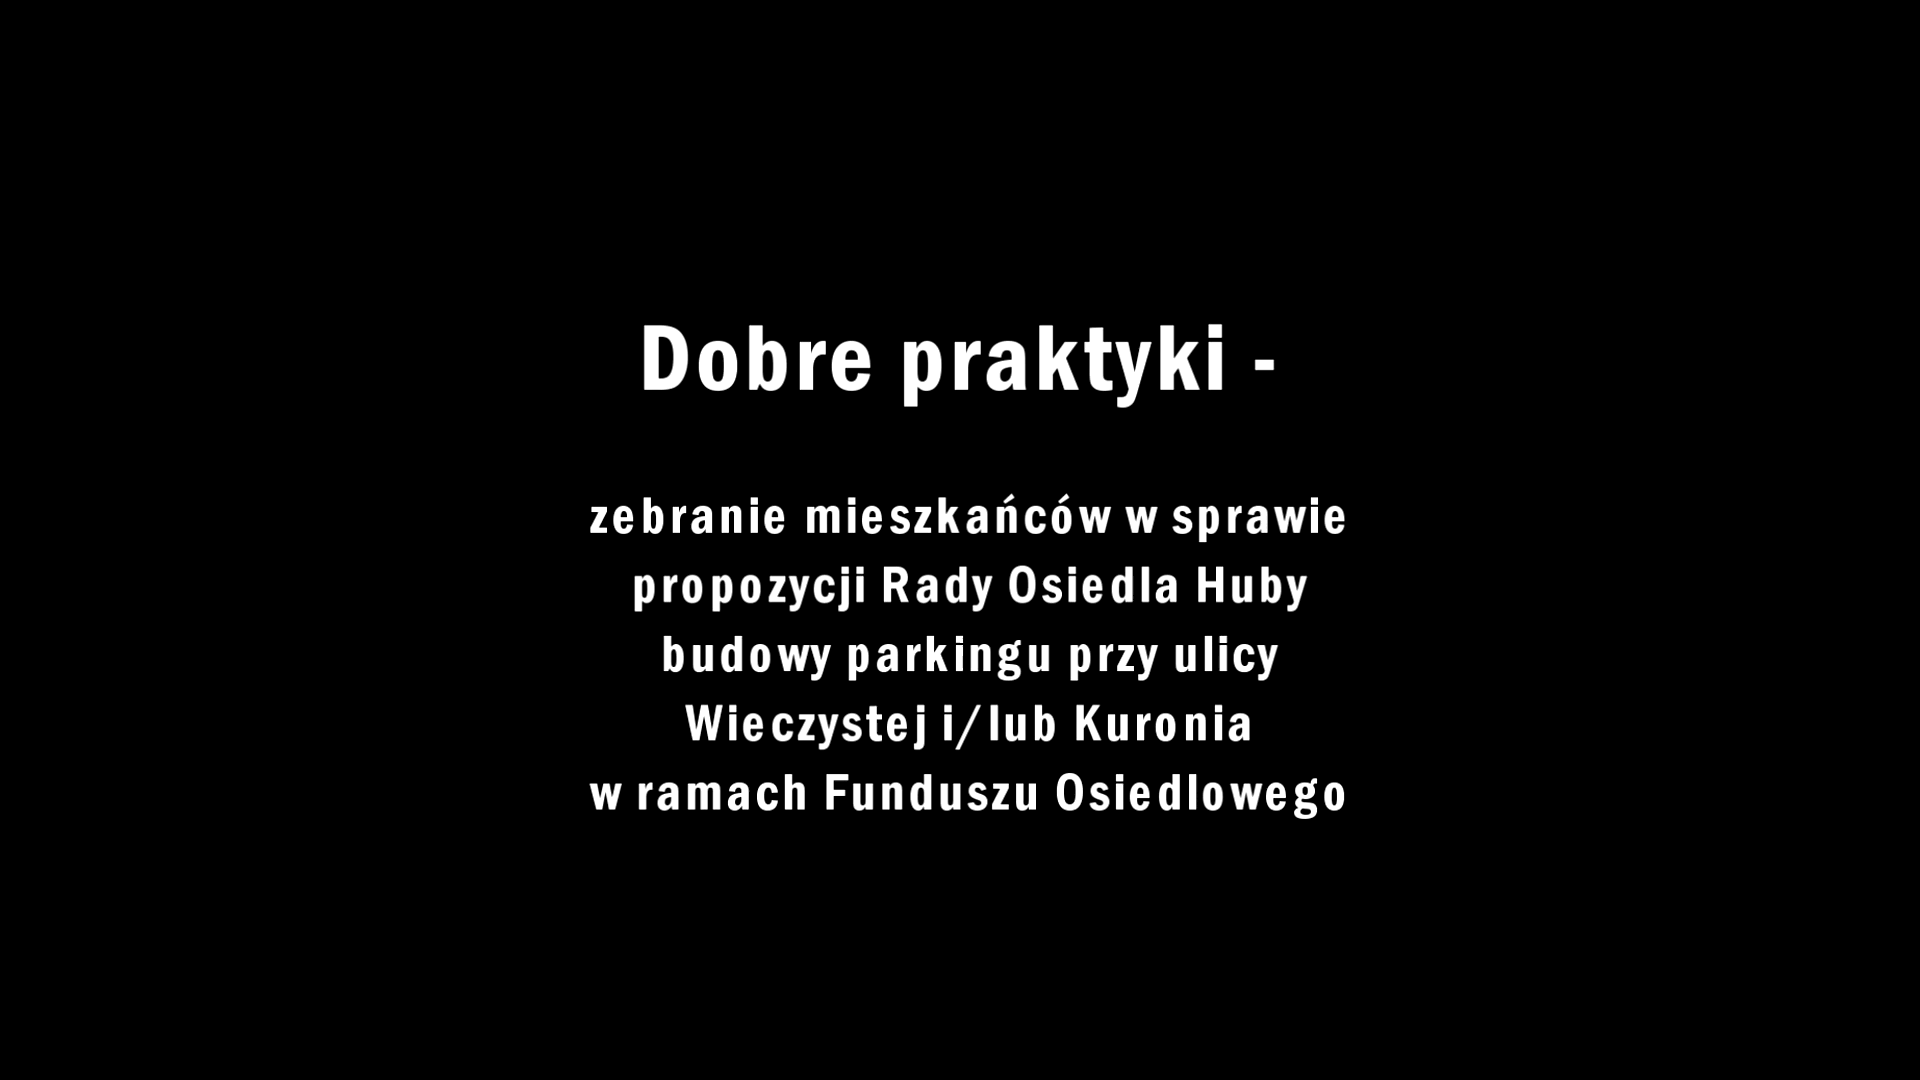 Dobre praktyki -
zebranie mieszkańców w sprawie
propozycji Rady Osiedla Huby
budowy parkingu przy ulicy
Wieczystej i/lub Kuronia
w ramach Funduszu Osiedlowego